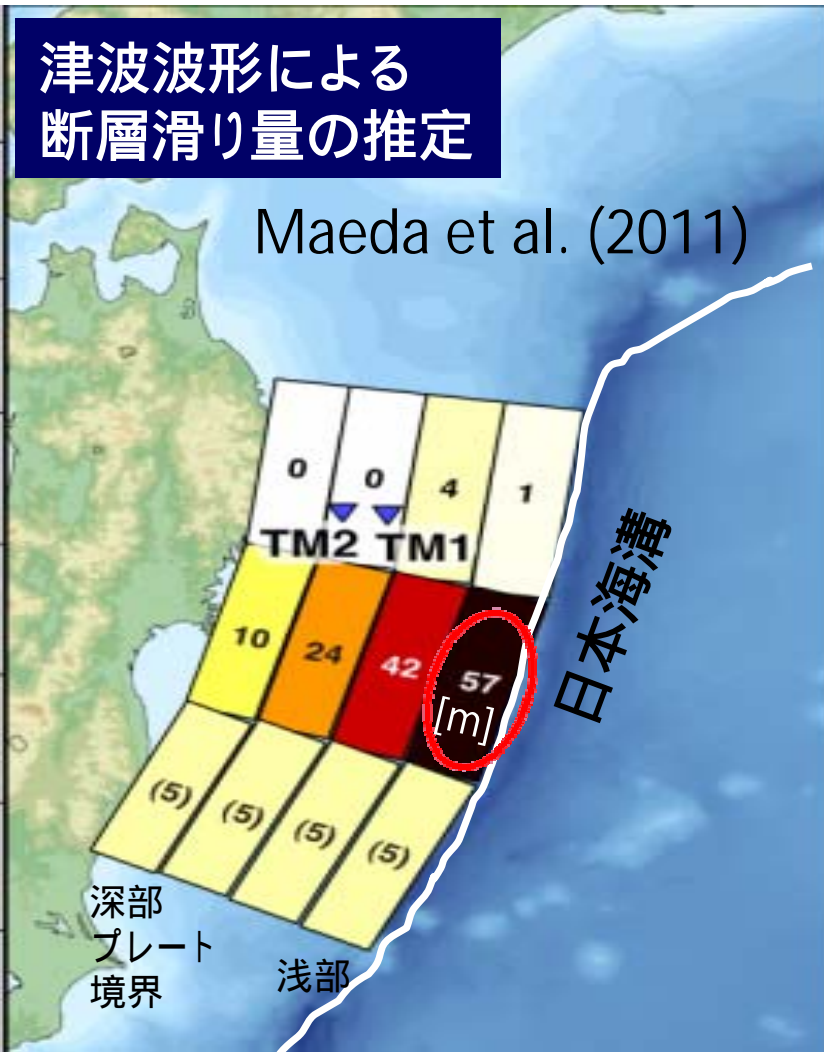 津波波形による
断層滑り量の推定
Maeda et al. (2011)
0
0
4
1
TM2 TM1
日本海溝
10
24
42
57
[m]
(5)
(5)
(5)
(5)
深部
プレート
境界
浅部